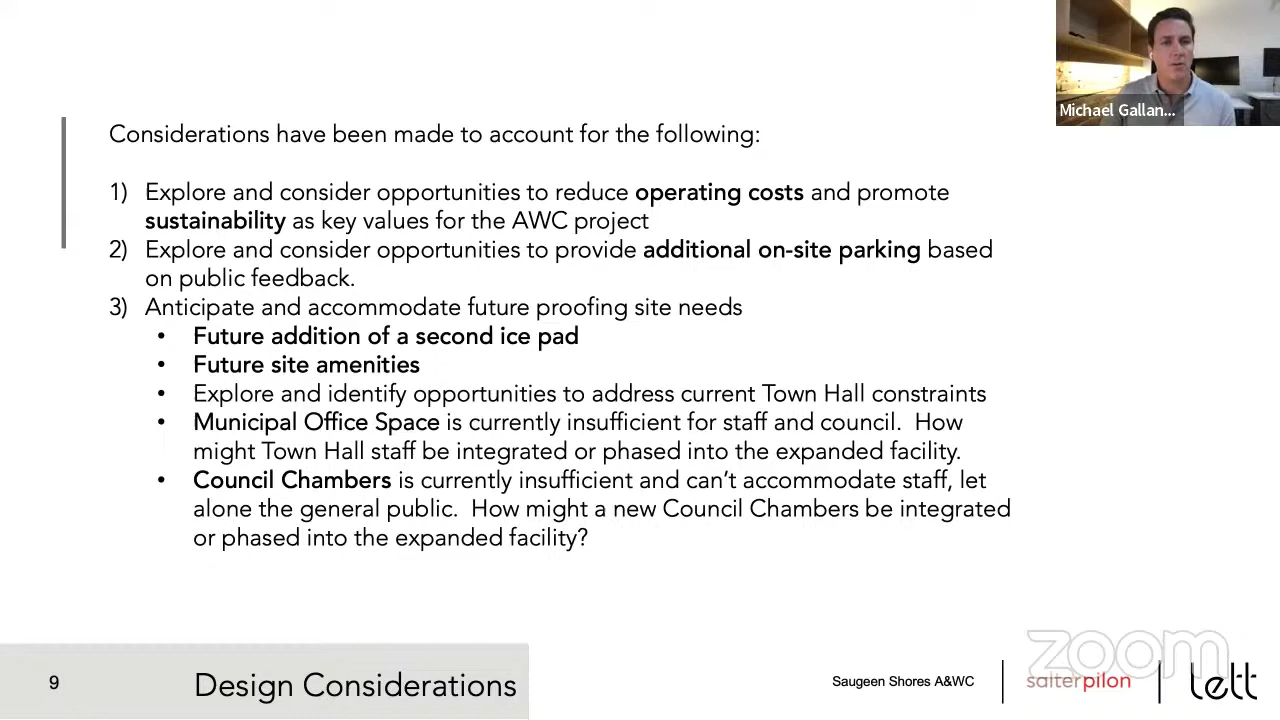 Michael Gallan...
Considerations have been made to account for the following:
1) Explore and consider opportunities to reduce operating costs and promote
sustainability as key values for the AWC project
2) Explore and consider opportunities to provide additional on-site parking based
on public feedback.
3) Anticipate and accommodate future proofing site needs
• Future addition of a second ice pad
• Future site amenities
• Explore and identify opportunities to address current Town Hall constraints
• Municipal Office Space is currently insufficient for staff and council.  How
might Town Hall staff be integrated or phased into the expanded facility.
• Council Chambers is currently insufficient and can’t accommodate staff, let
alone the general public.  How might a new Council Chambers be integrated
or phased into the expanded facility?
zoom
9 Design Considerations Saugeen Shores A&WC salterpilon lett